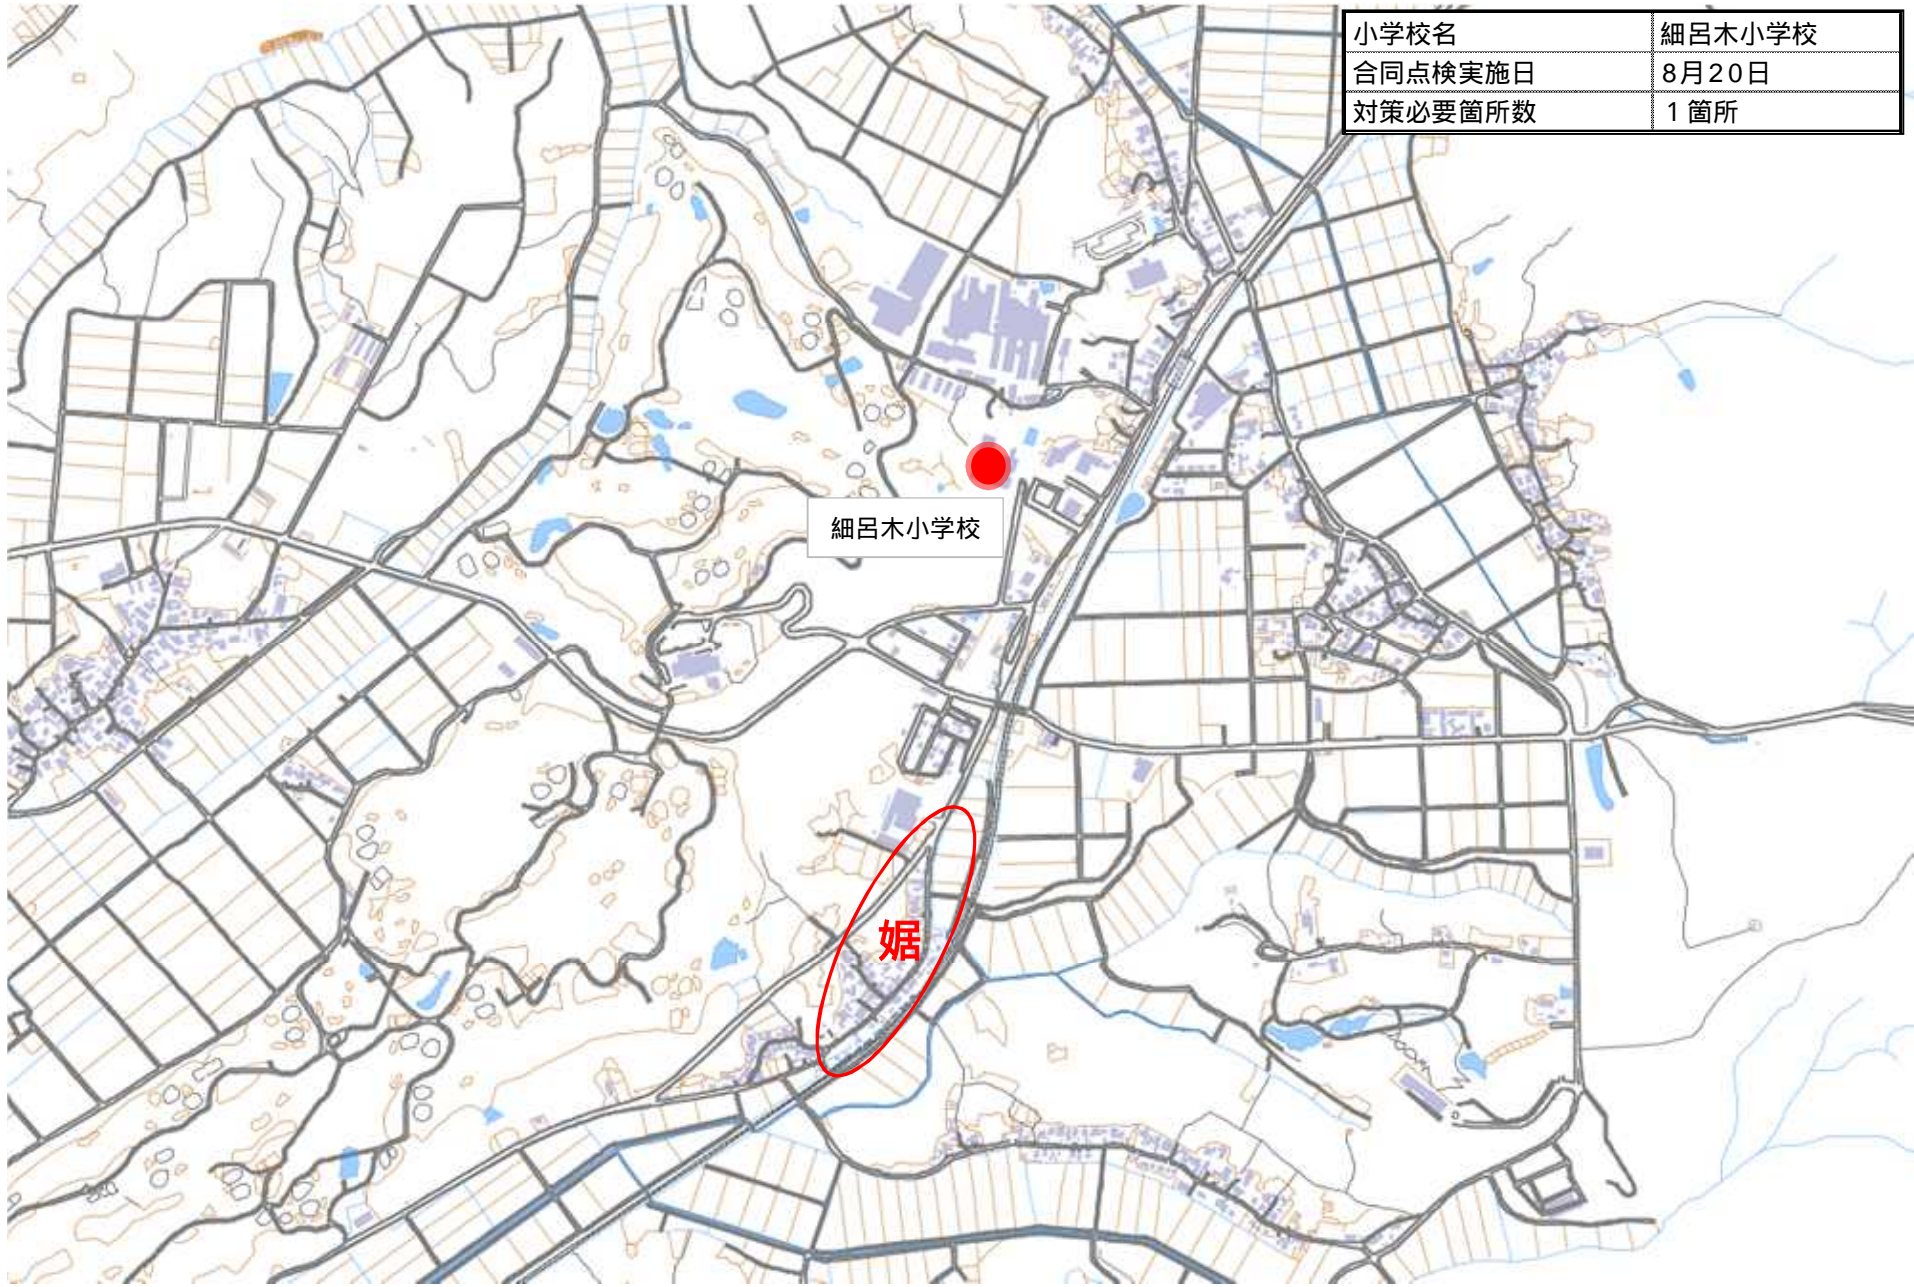 小学校名 細呂木小学校
合同点検実施日 8月20日
対策必要箇所数 1箇所
細呂木小学校
婮